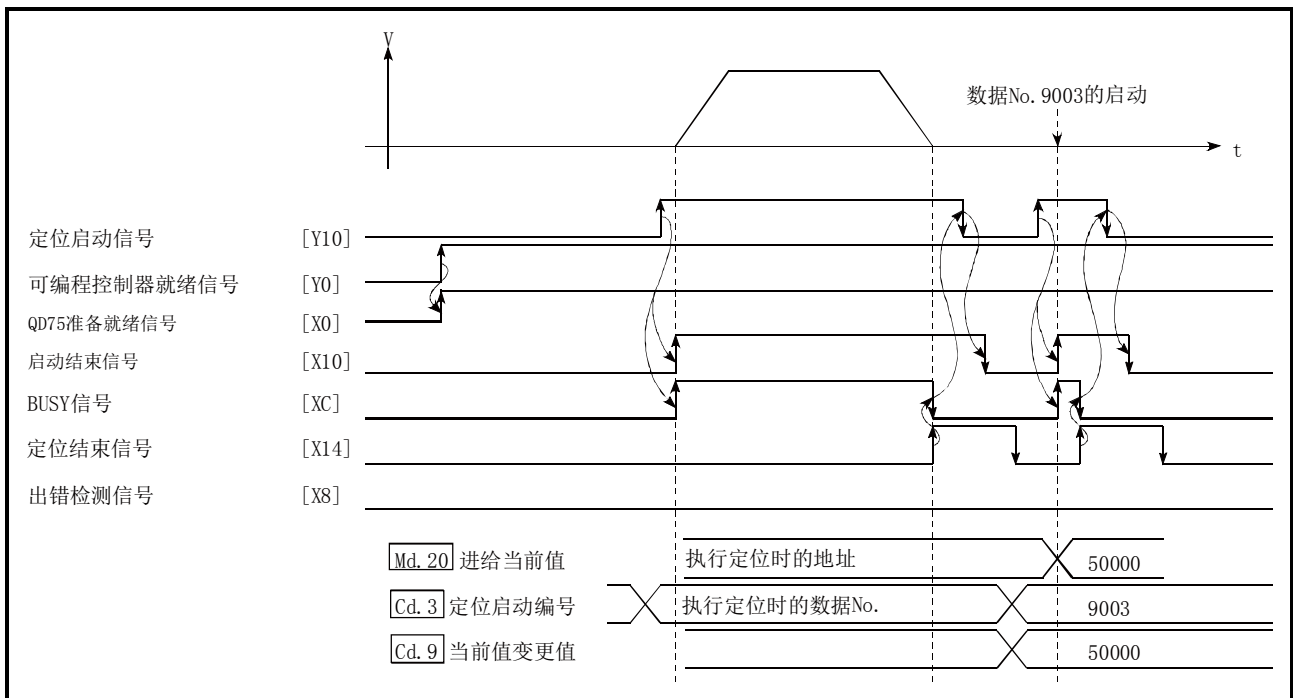 V
数据No.9003的启动
t
定位启动信号 [Y10]
可编程控制器就绪信号 [Y0]
QD75准备就绪信号 [X0]
启动结束信号 [X10]
BUSY信号 [XC]
定位结束信号 [X14]
出错检测信号 [X8]
Md.20 进给当前值 执行定位时的地址 50000
Cd.3 定位启动编号 执行定位时的数据No. 9003
Cd.9 当前值变更值 50000